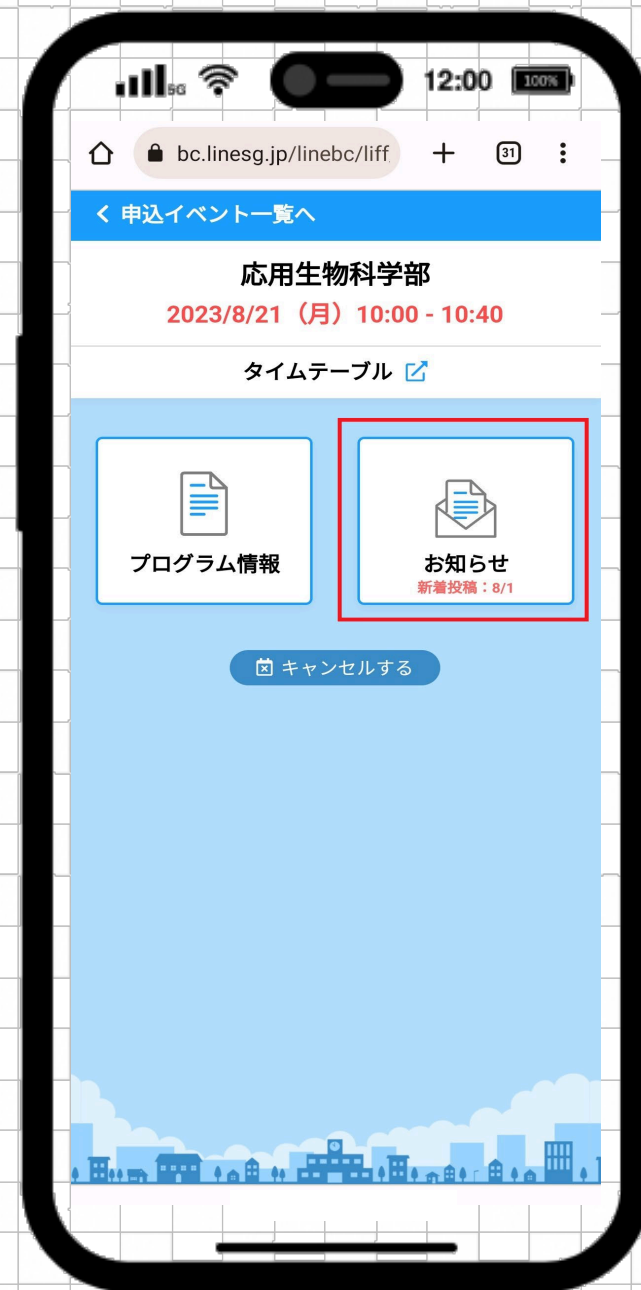 5G 12:00 100%
bc.linesg.jp/linebc/liff 31
申込イベント一覧へ
応用生物科学部
2023/8/21（月）10:00 - 10:40
タイムテーブル
プログラム情報
お知らせ
新着投稿：8/1
キャンセルする